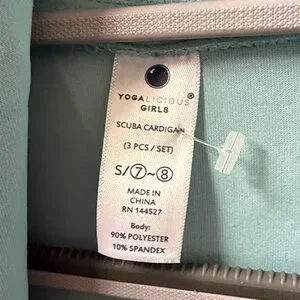 YOGALICIOUS®
GIRLS
SCUBA CARDIGAN
(3 PCS / SET)
S/⑦~⑧
MADE IN
CHINA
RN 144527
Body:
90% POLYESTER
10% SPANDEX